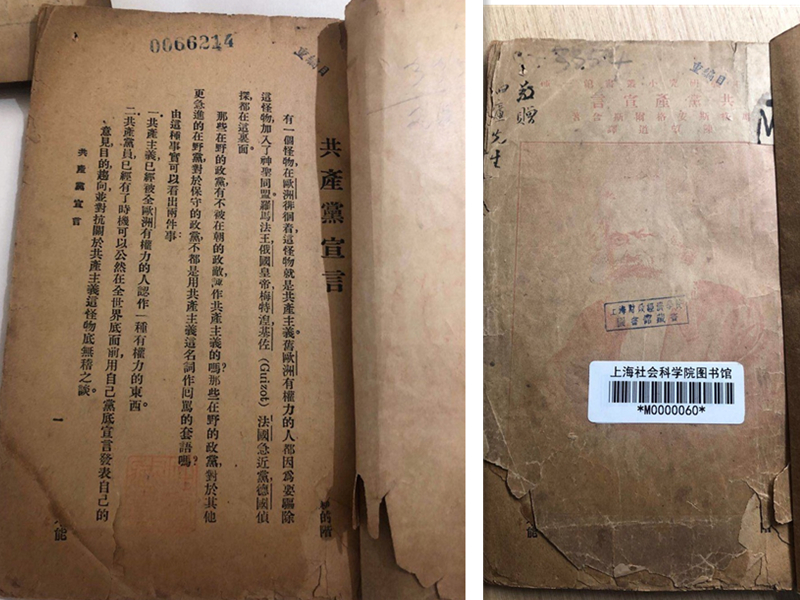 0066214
共產黨宣言
有一個怪物,在歐洲徘徊着,這怪物就是共產主義。舊歐洲有權力的人都因爲要驅除
這怪物,加入了神聖同盟。羅馬法王,俄國皇帝,梅特湼,基佐(Guizot),法國急近黨,德國偵
探,都在這裏面。
那些在野的政黨,有不被在朝的政敵,誣作共產主義的嗎?那些在野的政黨,對於其他
更急進的在野黨,對於保守的政黨,不都是用共產主義這名詞作回罵的套語嗎?
由這種事實可以看出兩件事:
一、共產主義,已經被全歐洲有權力的人認作一種有權力的東西。
二、共產黨員,已經有了時機可以公然在全世界底面前,用自己黨底宣言發表自己的
意見目的趨向,並對抗關於共產主義這怪物底無稽之談。
共產黨宣言
一
能
共產黨宣言
贈
先生
上海社会科学院图书馆
*M0000060*
能